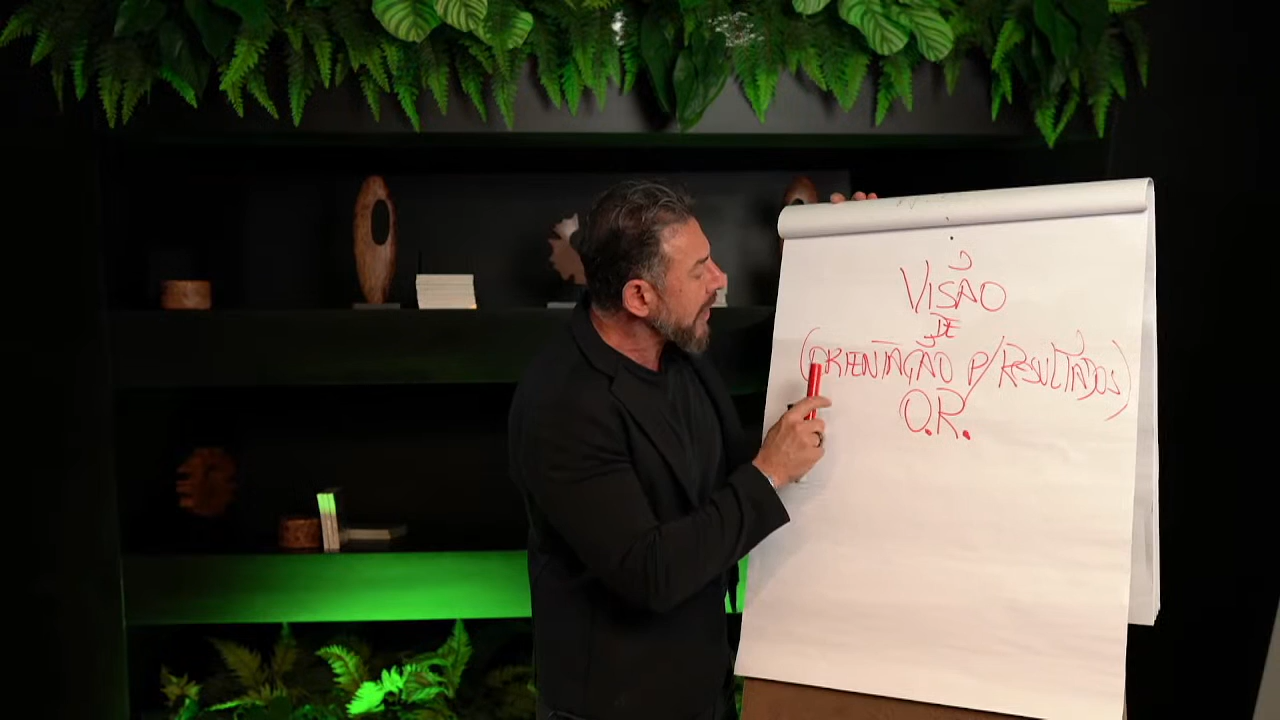 VISÃO
DE
(ORIENTAÇÃO P/ RESULTADOS)
O.R.